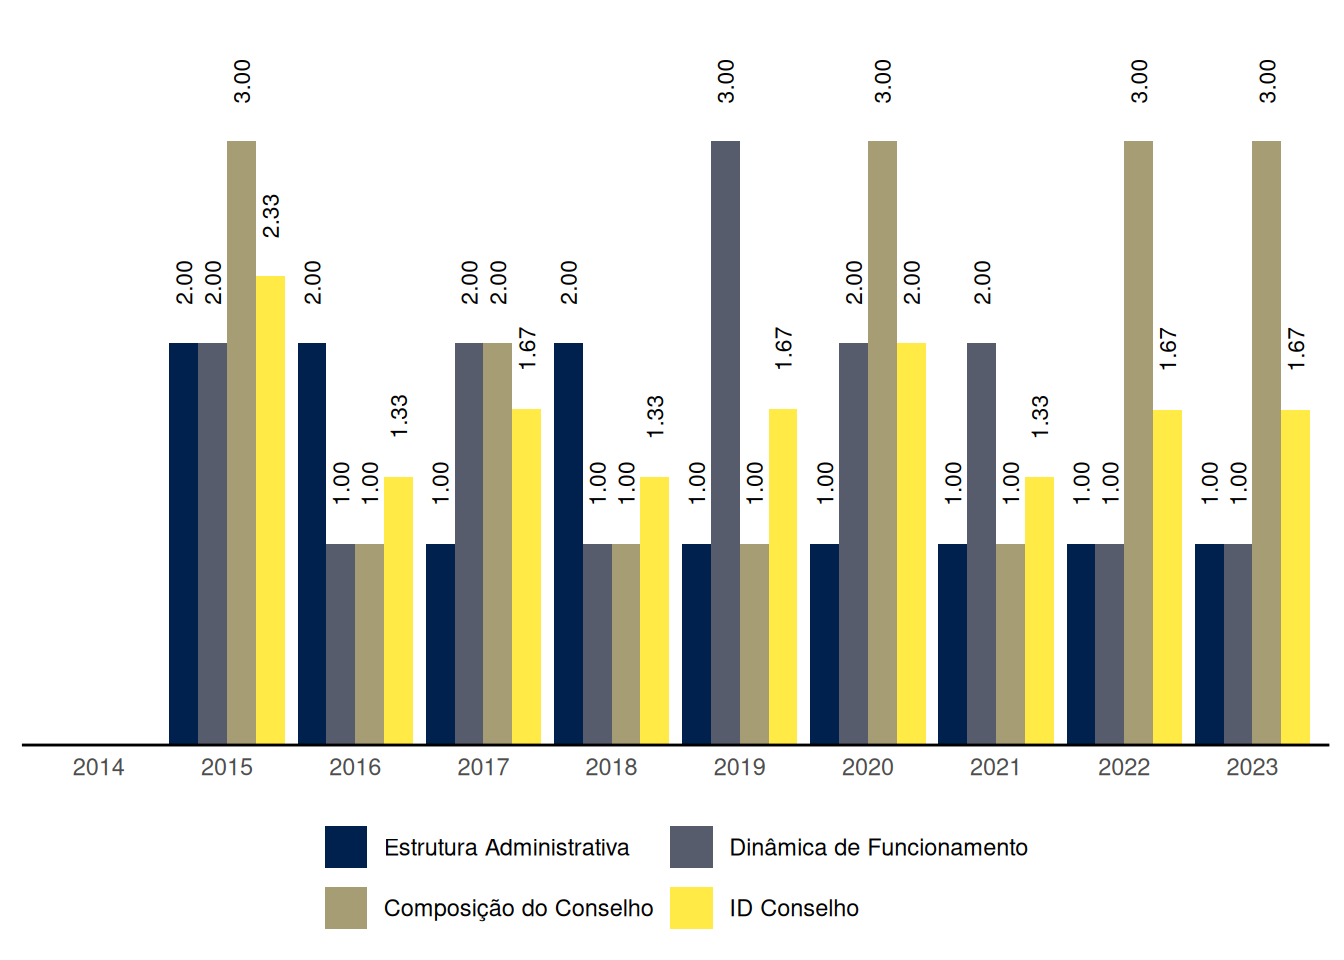 2.00 2.00 3.00 2.33
2.00 1.00 1.00 1.33
1.00 2.00 2.00 1.67
2.00 1.00 1.00 1.33
1.00 3.00 1.00 1.67
1.00 2.00 3.00 2.00
1.00 2.00 1.00 1.33
1.00 1.00 3.00 1.67
1.00 1.00 3.00 1.67
2014 2015 2016 2017 2018 2019 2020 2021 2022 2023
Estrutura Administrativa Dinâmica de Funcionamento
Composição do Conselho ID Conselho